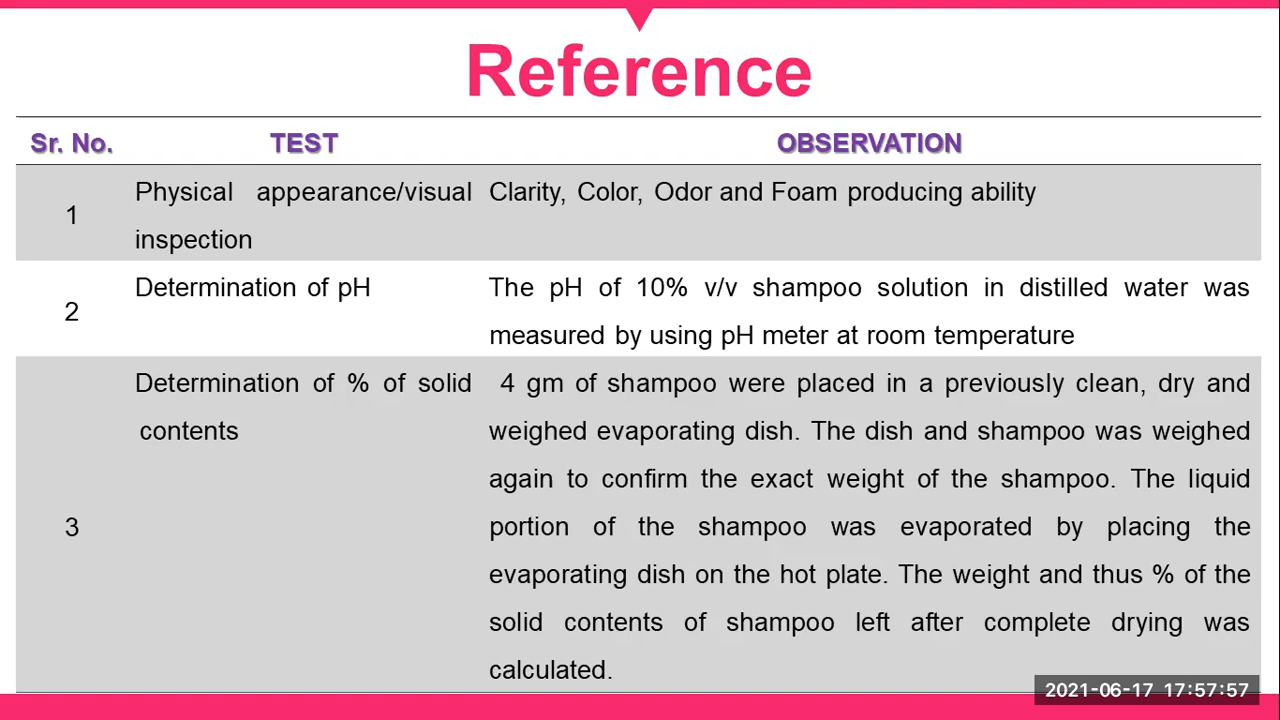 Reference
Sr. No. TEST OBSERVATION
1 Physical appearance/visual inspection Clarity, Color, Odor and Foam producing ability
2 Determination of pH The pH of 10% v/v shampoo solution in distilled water was
measured by using pH meter at room temperature
3 Determination of % of solid contents 4 gm of shampoo were placed in a previously clean, dry and
weighed evaporating dish. The dish and shampoo was weighed
again to confirm the exact weight of the shampoo. The liquid
portion of the shampoo was evaporated by placing the
evaporating dish on the hot plate. The weight and thus % of the
solid contents of shampoo left after complete drying was
calculated.
2021-06-17 17:57:57